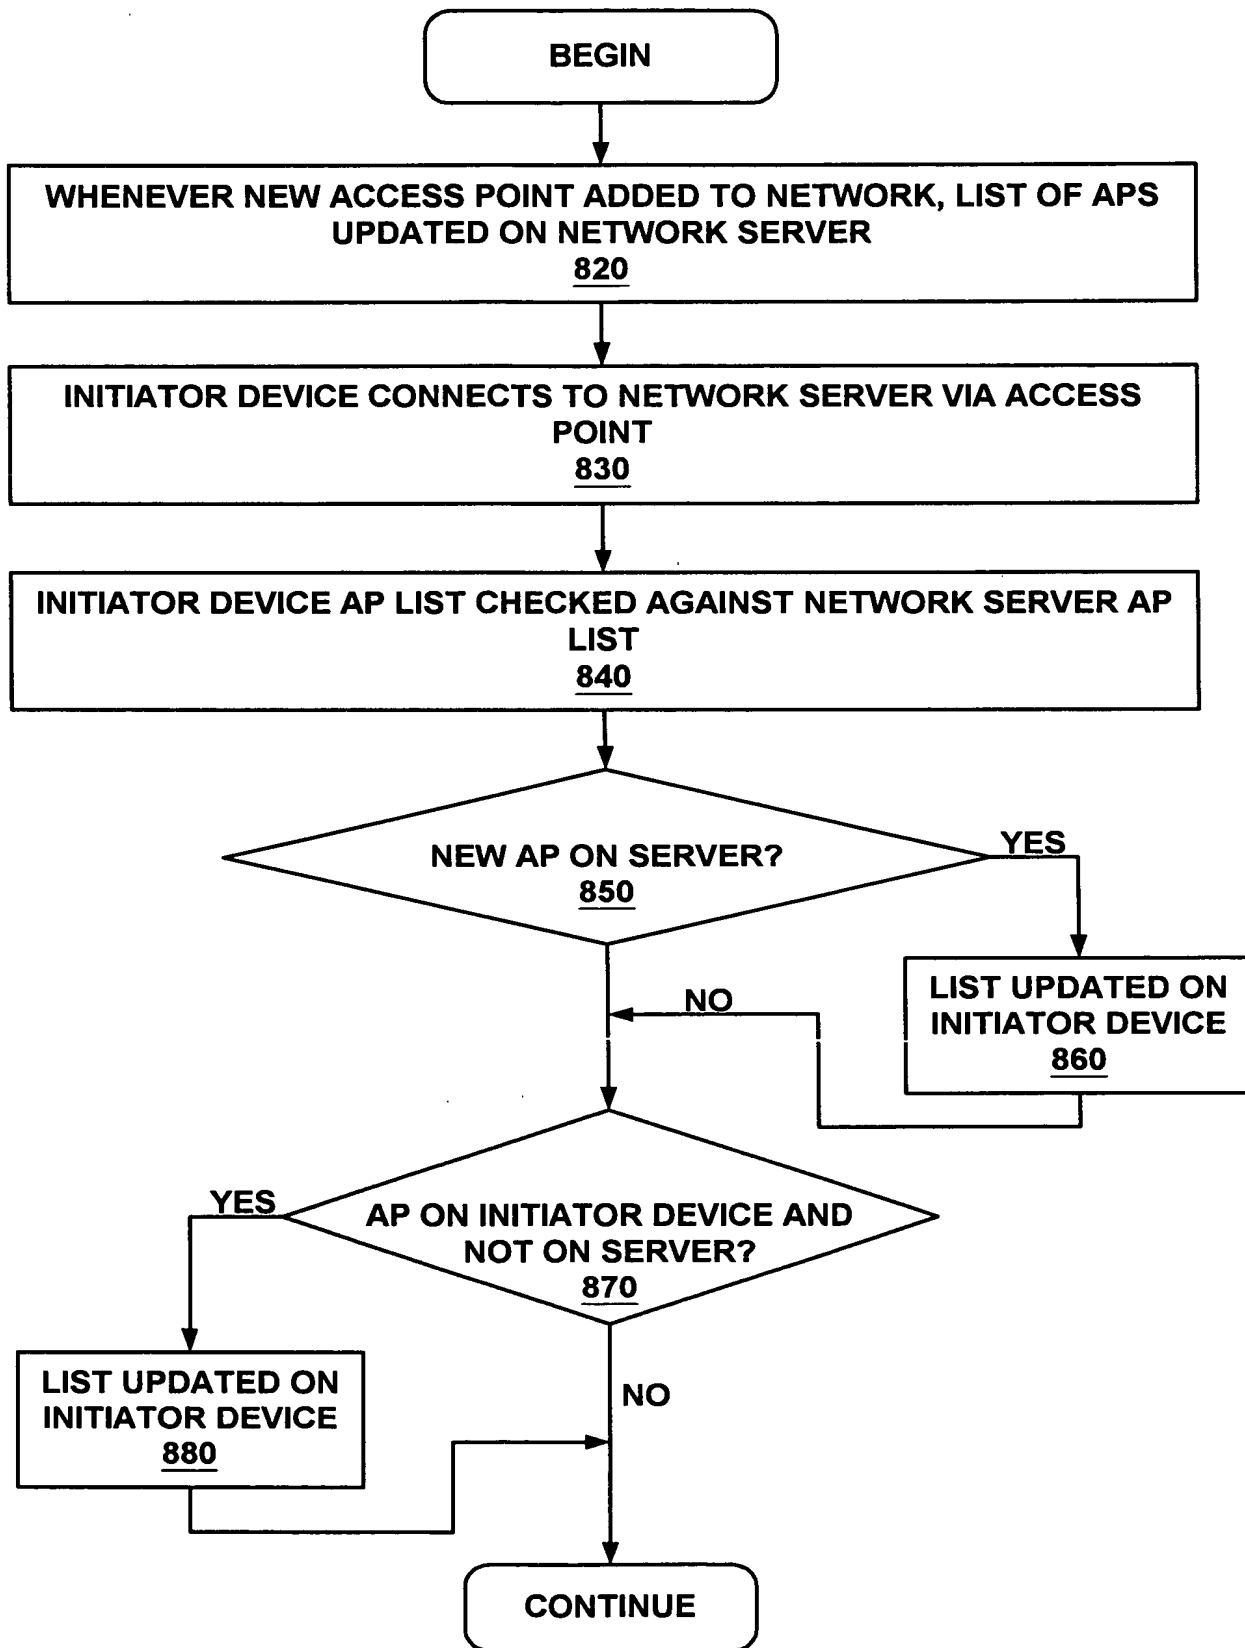 BEGIN
WHENEVER NEW ACCESS POINT ADDED TO NETWORK, LIST OF APS
UPDATED ON NETWORK SERVER
820
INITIATOR DEVICE CONNECTS TO NETWORK SERVER VIA ACCESS
POINT
830
INITIATOR DEVICE AP LIST CHECKED AGAINST NETWORK SERVER AP
LIST
840
NEW AP ON SERVER?
850
YES
LIST UPDATED ON
INITIATOR DEVICE
860
NO
AP ON INITIATOR DEVICE AND
NOT ON SERVER?
870
YES
LIST UPDATED ON
INITIATOR DEVICE
880
NO
CONTINUE